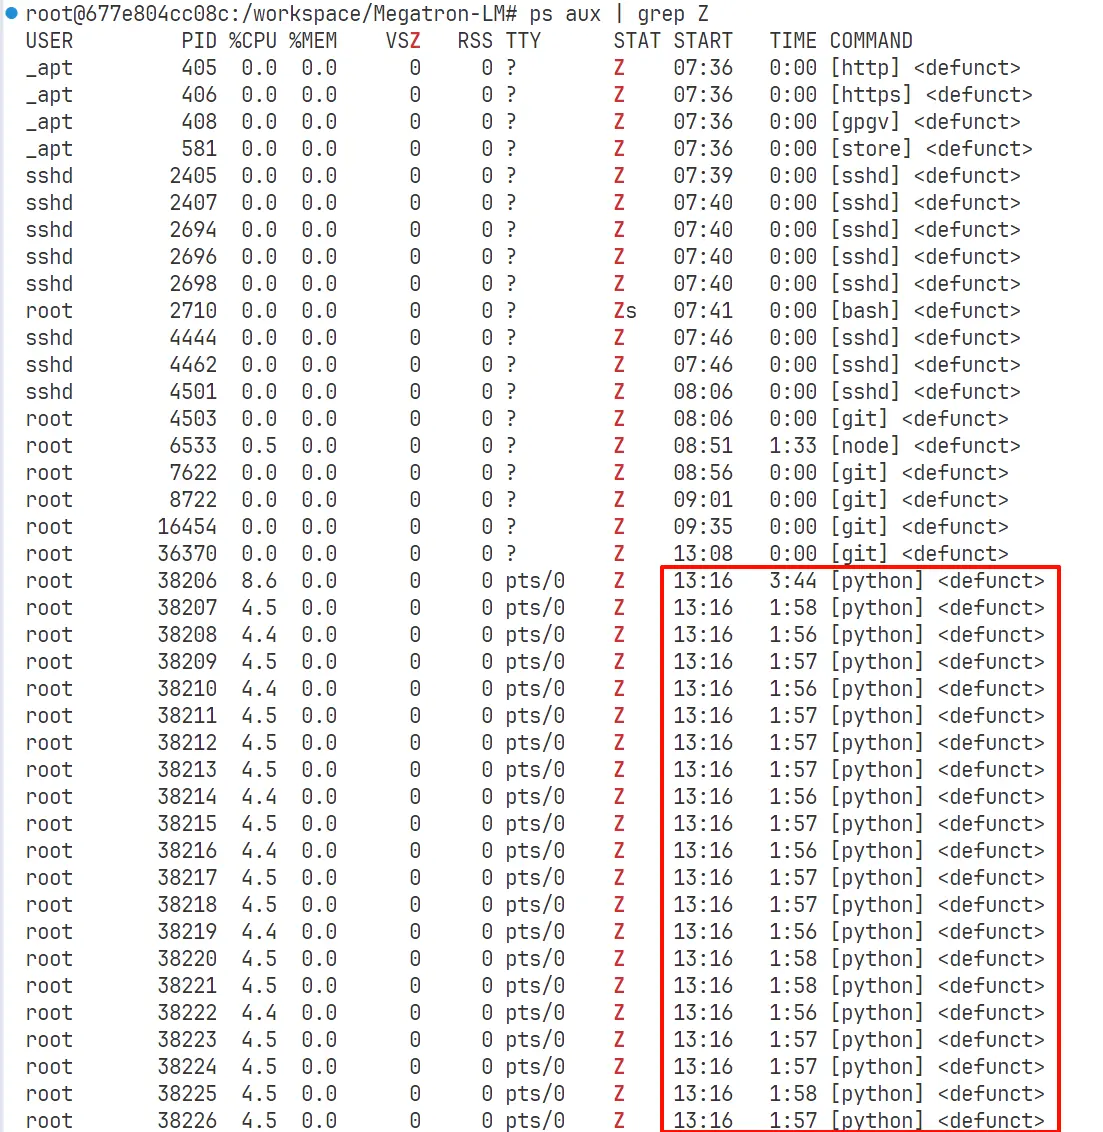 root@677e804cc08c:/workspace/Megatron-LM# ps aux | grep Z
USER         PID %CPU %MEM    VSZ   RSS TTY      STAT START   TIME COMMAND
_apt         405  0.0  0.0      0     0 ?        Z    07:36   0:00 [http] <defunct>
_apt         406  0.0  0.0      0     0 ?        Z    07:36   0:00 [https] <defunct>
_apt         408  0.0  0.0      0     0 ?        Z    07:36   0:00 [gpgv] <defunct>
_apt         581  0.0  0.0      0     0 ?        Z    07:36   0:00 [store] <defunct>
sshd        2405  0.0  0.0      0     0 ?        Z    07:39   0:00 [sshd] <defunct>
sshd        2407  0.0  0.0      0     0 ?        Z    07:40   0:00 [sshd] <defunct>
sshd        2694  0.0  0.0      0     0 ?        Z    07:40   0:00 [sshd] <defunct>
sshd        2696  0.0  0.0      0     0 ?        Z    07:40   0:00 [sshd] <defunct>
sshd        2698  0.0  0.0      0     0 ?        Z    07:40   0:00 [sshd] <defunct>
root        2710  0.0  0.0      0     0 ?        Zs   07:41   0:00 [bash] <defunct>
sshd        4444  0.0  0.0      0     0 ?        Z    07:46   0:00 [sshd] <defunct>
sshd        4462  0.0  0.0      0     0 ?        Z    07:46   0:00 [sshd] <defunct>
sshd        4501  0.0  0.0      0     0 ?        Z    08:06   0:00 [sshd] <defunct>
root        4503  0.0  0.0      0     0 ?        Z    08:06   0:00 [git] <defunct>
root        6533  0.5  0.0      0     0 ?        Z    08:51   1:33 [node] <defunct>
root        7622  0.0  0.0      0     0 ?        Z    08:56   0:00 [git] <defunct>
root        8722  0.0  0.0      0     0 ?        Z    09:01   0:00 [git] <defunct>
root       16454  0.0  0.0      0     0 ?        Z    09:35   0:00 [git] <defunct>
root       36370  0.0  0.0      0     0 ?        Z    13:08   0:00 [git] <defunct>
root       38206  8.6  0.0      0     0 pts/0    Z    13:16   3:44 [python] <defunct>
root       38207  4.5  0.0      0     0 pts/0    Z    13:16   1:58 [python] <defunct>
root       38208  4.4  0.0      0     0 pts/0    Z    13:16   1:56 [python] <defunct>
root       38209  4.5  0.0      0     0 pts/0    Z    13:16   1:57 [python] <defunct>
root       38210  4.4  0.0      0     0 pts/0    Z    13:16   1:56 [python] <defunct>
root       38211  4.5  0.0      0     0 pts/0    Z    13:16   1:57 [python] <defunct>
root       38212  4.5  0.0      0     0 pts/0    Z    13:16   1:57 [python] <defunct>
root       38213  4.5  0.0      0     0 pts/0    Z    13:16   1:57 [python] <defunct>
root       38214  4.4  0.0      0     0 pts/0    Z    13:16   1:56 [python] <defunct>
root       38215  4.5  0.0      0     0 pts/0    Z    13:16   1:57 [python] <defunct>
root       38216  4.4  0.0      0     0 pts/0    Z    13:16   1:56 [python] <defunct>
root       38217  4.5  0.0      0     0 pts/0    Z    13:16   1:57 [python] <defunct>
root       38218  4.5  0.0      0     0 pts/0    Z    13:16   1:57 [python] <defunct>
root       38219  4.4  0.0      0     0 pts/0    Z    13:16   1:56 [python] <defunct>
root       38220  4.5  0.0      0     0 pts/0    Z    13:16   1:58 [python] <defunct>
root       38221  4.5  0.0      0     0 pts/0    Z    13:16   1:58 [python] <defunct>
root       38222  4.4  0.0      0     0 pts/0    Z    13:16   1:56 [python] <defunct>
root       38223  4.5  0.0      0     0 pts/0    Z    13:16   1:57 [python] <defunct>
root       38224  4.5  0.0      0     0 pts/0    Z    13:16   1:57 [python] <defunct>
root       38225  4.5  0.0      0     0 pts/0    Z    13:16   1:58 [python] <defunct>
root       38226  4.5  0.0      0     0 pts/0    Z    13:16   1:57 [python] <defunct>